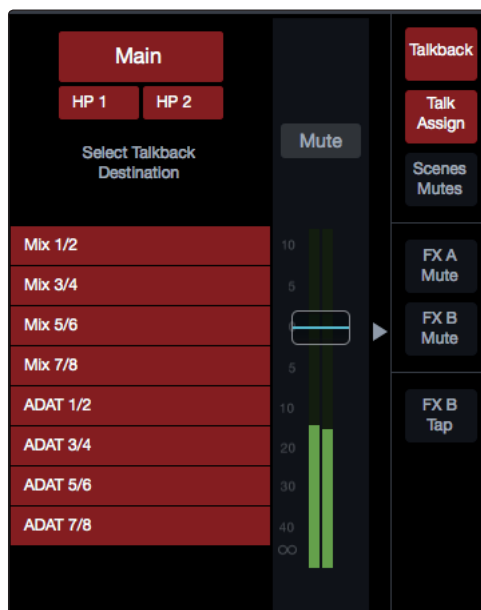 Main
HP 1
HP 2
Select Talkback
Destination
Mix 1/2
Mix 3/4
Mix 5/6
Mix 7/8
ADAT 1/2
ADAT 3/4
ADAT 5/6
ADAT 7/8
Mute
10
5
5
10
20
30
40
∞
Talkback
Talk
Assign
Scenes
Mutes
FX A
Mute
FX B
Mute
FX B
Tap